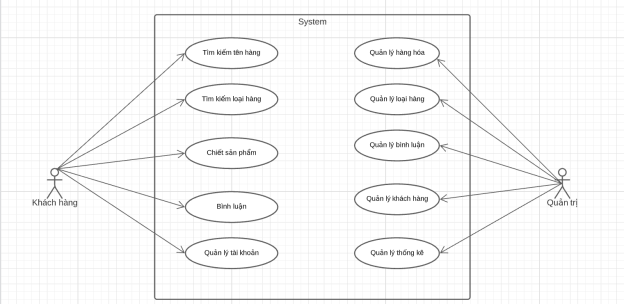 System
Tìm kiếm tên hàng
Tìm kiếm loại hàng
Chiết sản phẩm
Bình luận
Quản lý tài khoản
Quản lý hàng hóa
Quản lý loại hàng
Quản lý bình luận
Quản lý khách hàng
Quản lý thống kê
Khách hàng
Quản trị